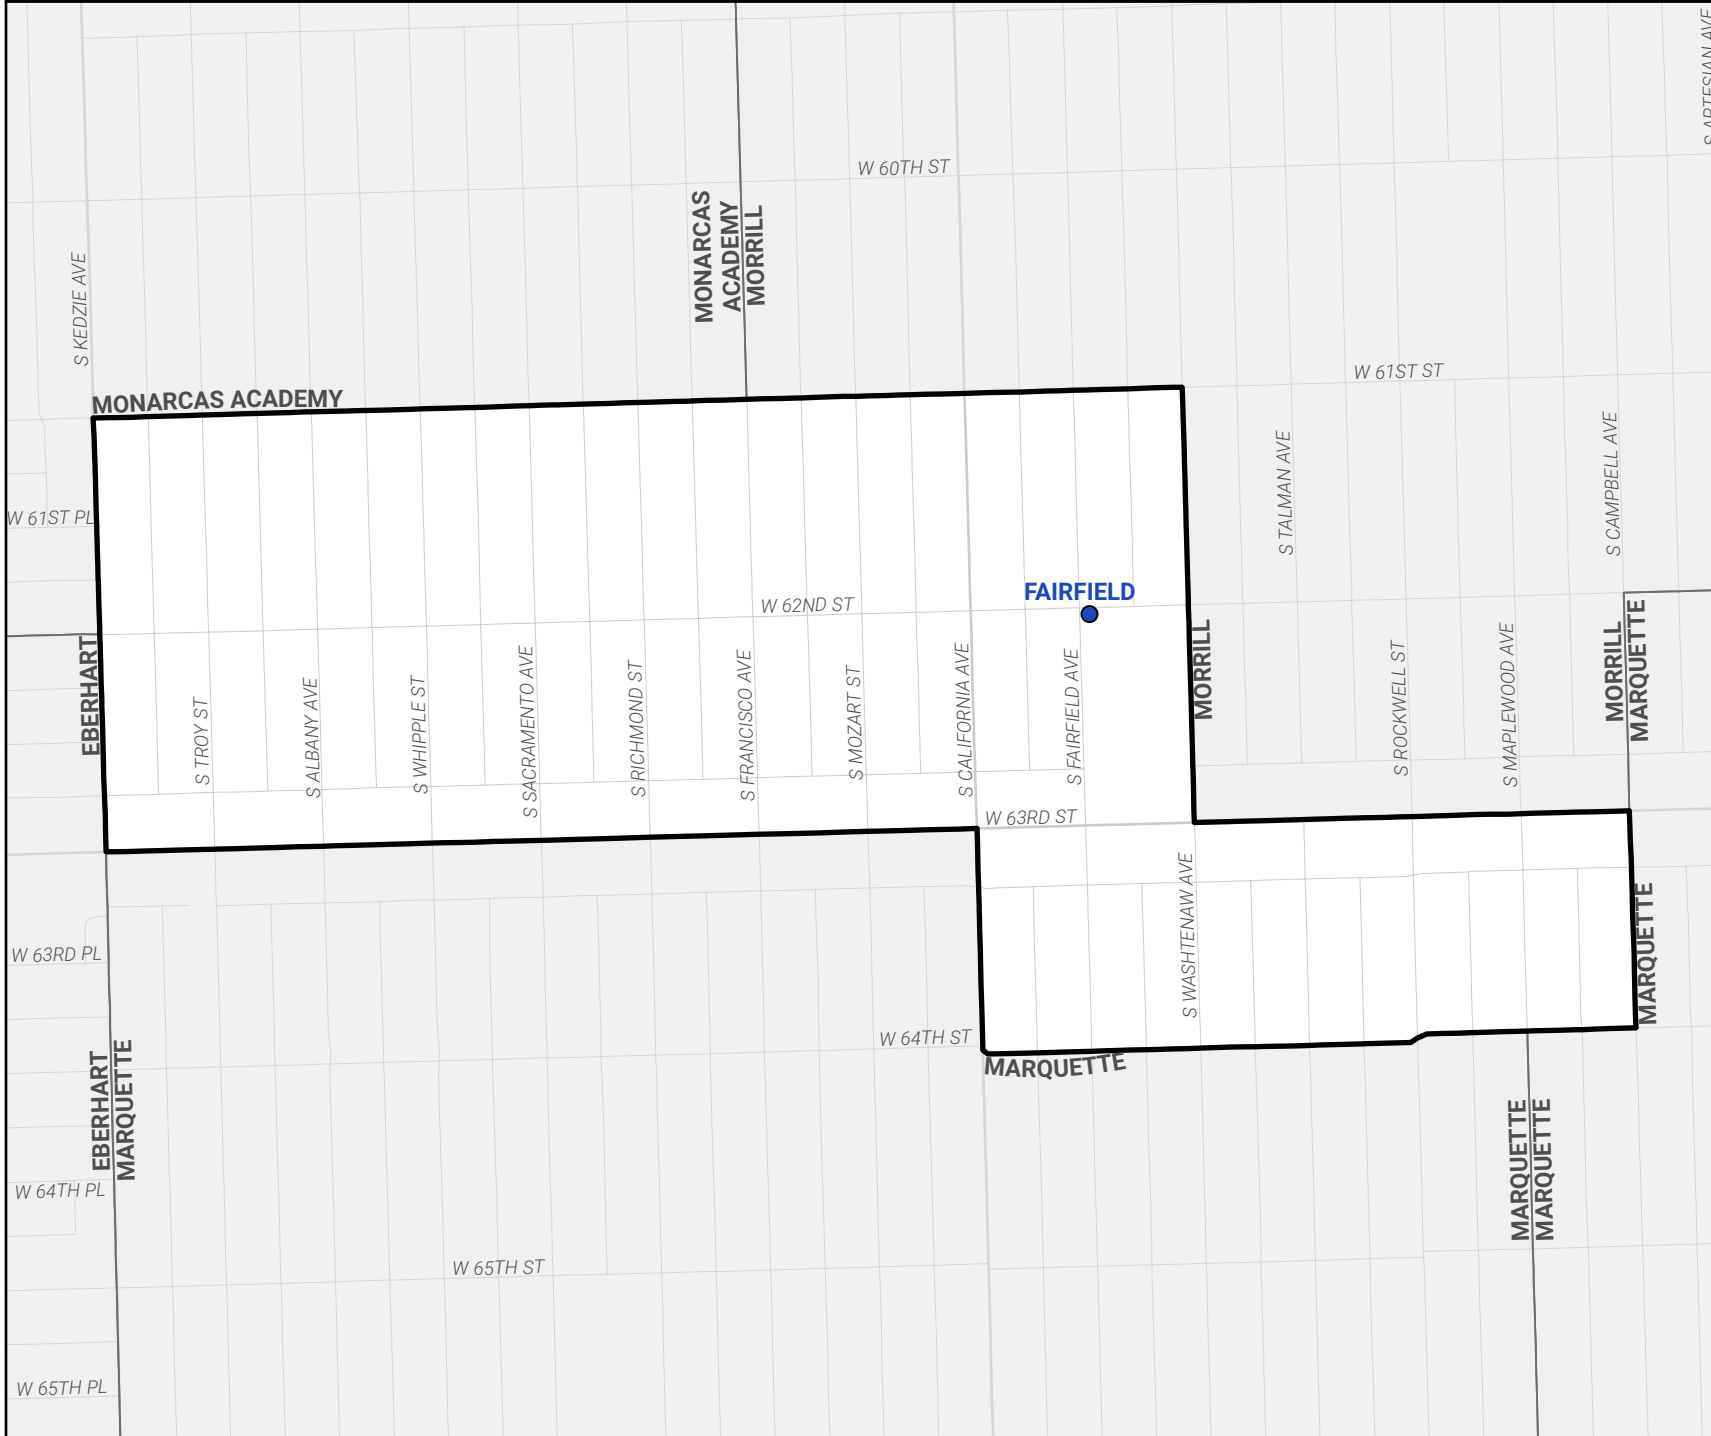 S ARTESIAN AVE
W 60TH ST
MONARCAS
ACADEMY
MORRILL
S KEDZIE AVE
W 61ST ST
MONARCAS ACADEMY
S TALMAN AVE
S CAMPBELL AVE
W 61ST PL
FAIRFIELD
W 62ND ST
EBERHART
S TROY ST
S ALBANY AVE
S WHIPPLE ST
S SACRAMENTO AVE
S RICHMOND ST
S FRANCISCO AVE
S MOZART ST
S CALIFORNIA AVE
S FAIRFIELD AVE
MORRILL
S ROCKWELL ST
S MAPLEWOOD AVE
MORRILL
MARQUETTE
W 63RD ST
S WASHTENAW AVE
MARQUETTE
W 63RD PL
W 64TH ST
MARQUETTE
EBERHART
MARQUETTE
MARQUETTE
MARQUETTE
W 64TH PL
W 65TH ST
W 65TH PL